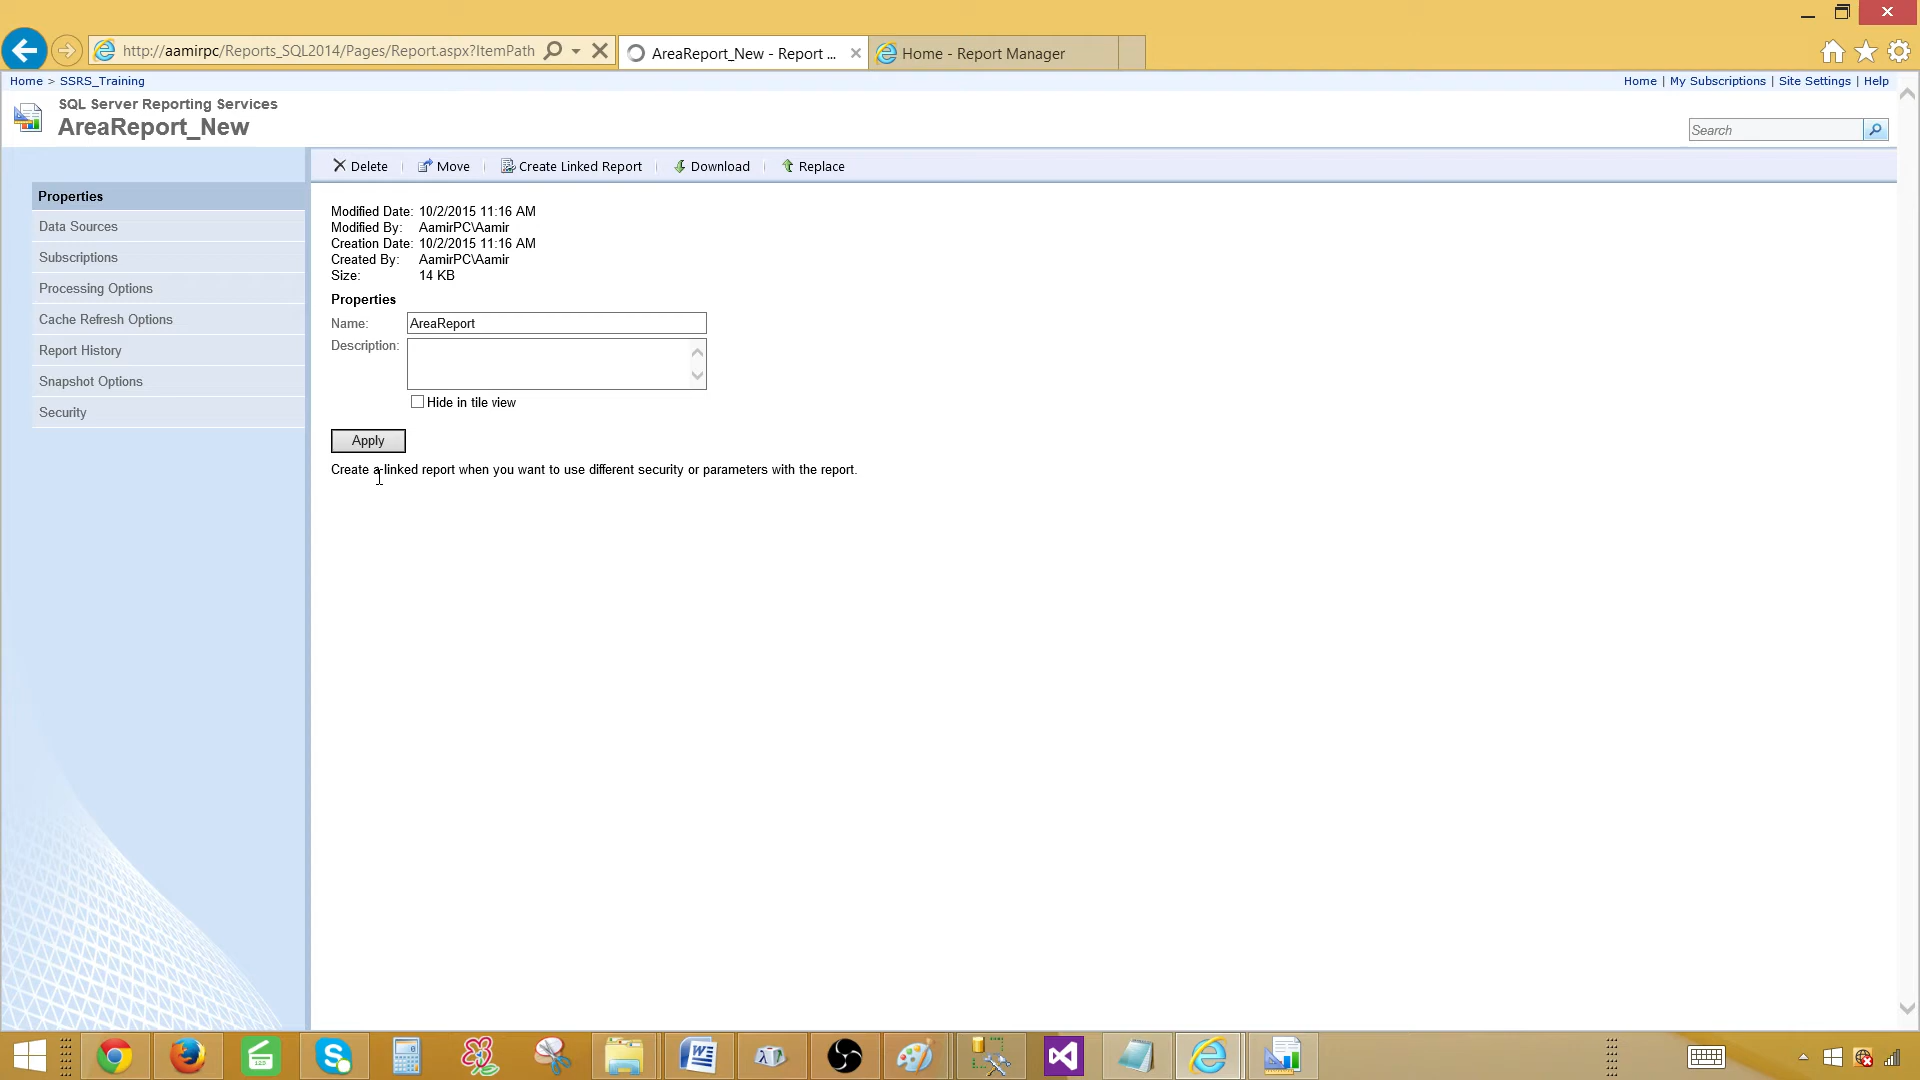 http://aamirpc/Reports_SQL2014/Pages/Report.aspx?ItemPath
AreaReport_New - Report ...
Home - Report Manager
Home > SSRS_Training
Home | My Subscriptions | Site Settings | Help
SQL Server Reporting Services
AreaReport_New
Search
Delete
Move
Create Linked Report
Download
Replace
Properties
Data Sources
Subscriptions
Processing Options
Cache Refresh Options
Report History
Snapshot Options
Security
Modified Date: 10/2/2015 11:16 AM
Modified By: AamirPC\Aamir
Creation Date: 10/2/2015 11:16 AM
Created By: AamirPC\Aamir
Size: 14 KB
Properties
Name: AreaReport
Description:
Hide in tile view
Apply
Create a linked report when you want to use different security or parameters with the report.